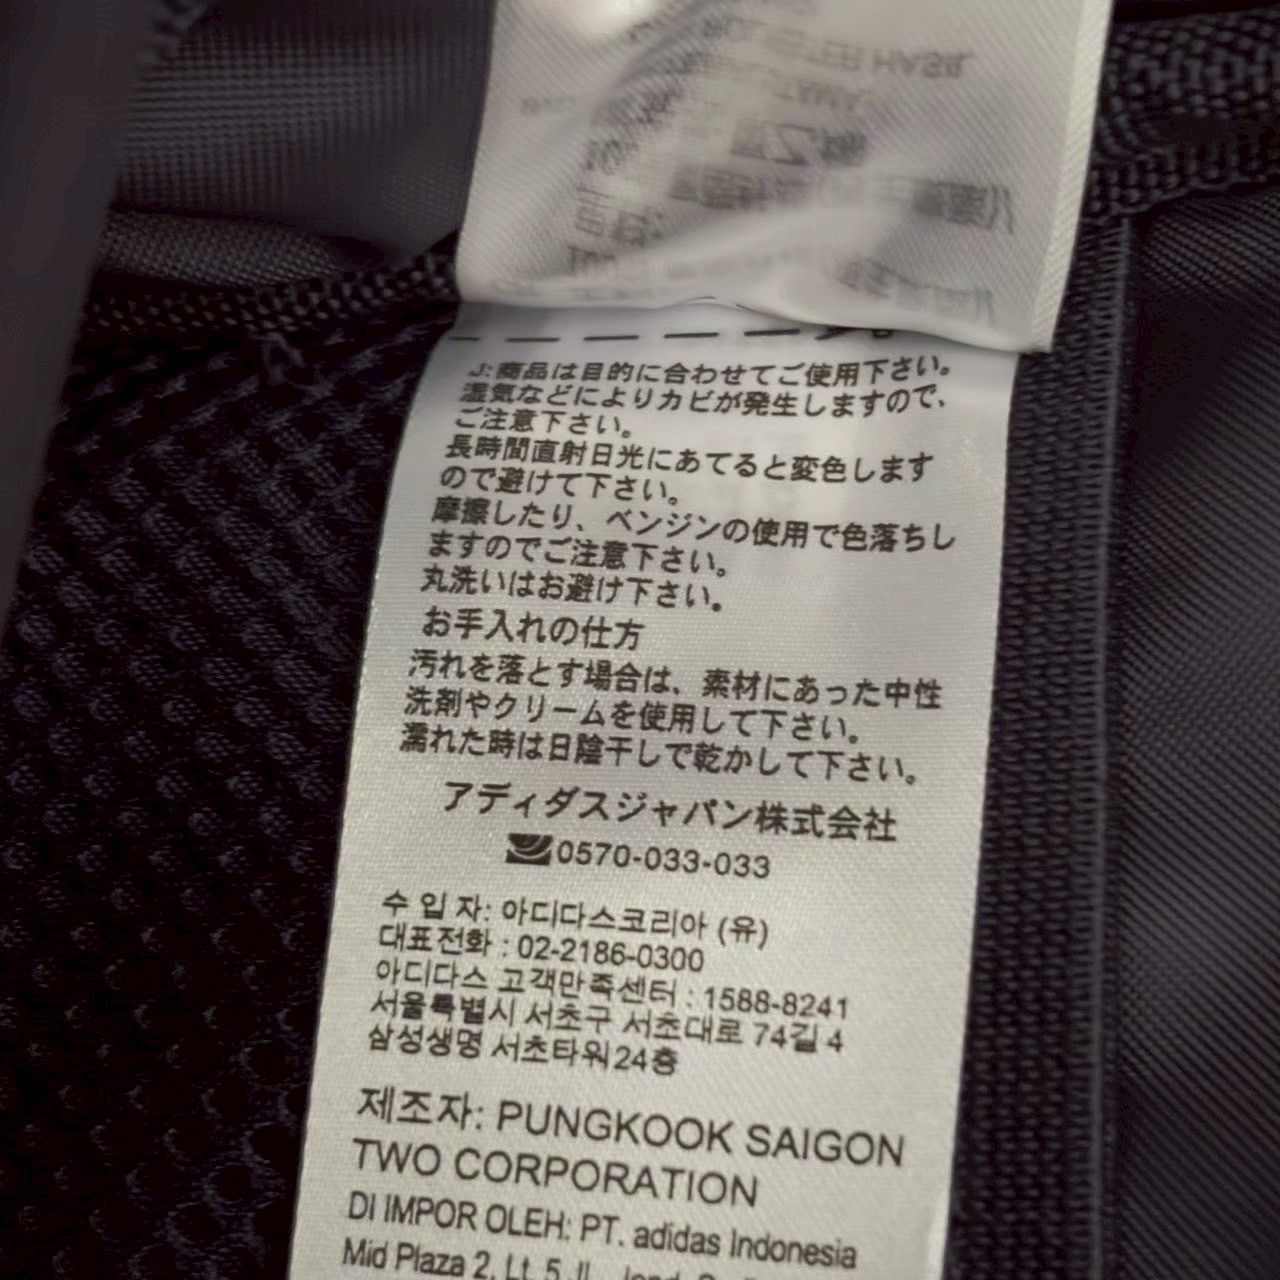 J: 商品は目的に合わせてご使用下さい。
湿気などによりカビが発生しますので、
ご注意下さい。
長時間直射日光にあてると変色します
ので避けて下さい。
摩擦したり、ベンジンの使用で色落ちし
ますのでご注意下さい。
丸洗いはお避け下さい。
お手入れの仕方
汚れを落とす場合は、素材にあった中性
洗剤やクリームを使用して下さい。
濡れた時は日陰干しで乾かして下さい。
アディダスジャパン株式会社
0570-033-033
수 입 자: 아디다스코리아 (유)
대표전화 : 02-2186-0300
아디다스 고객만족센터 : 1588-8241
서울특별시 서초구 서초대로 74길 4
삼성생명 서초타워24층
제조자: PUNGKOOK SAIGON
TWO CORPORATION
DI IMPOR OLEH: PT. adidas Indonesia
Mid Plaza 2, Lt. 5 Jl.